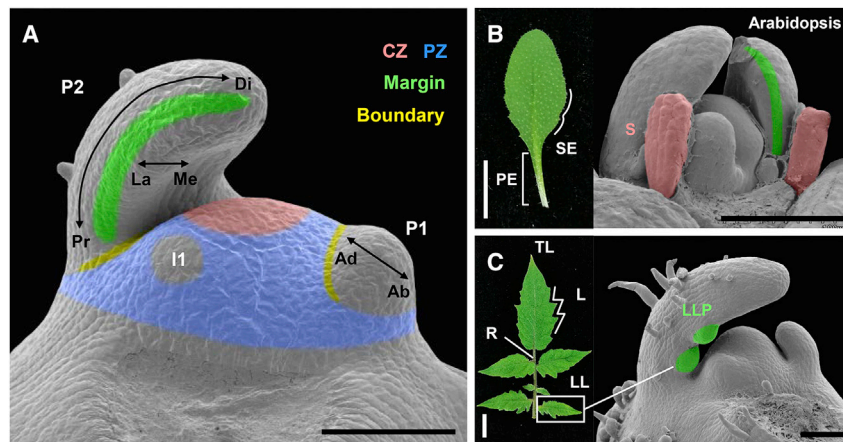 A
CZ PZ
Margin
Boundary
P2
Di
La Me
Pr
I1
P1
Ad
Ab
B
Arabidopsis
SE
PE
S
C
TL
L
R
LL
LLP